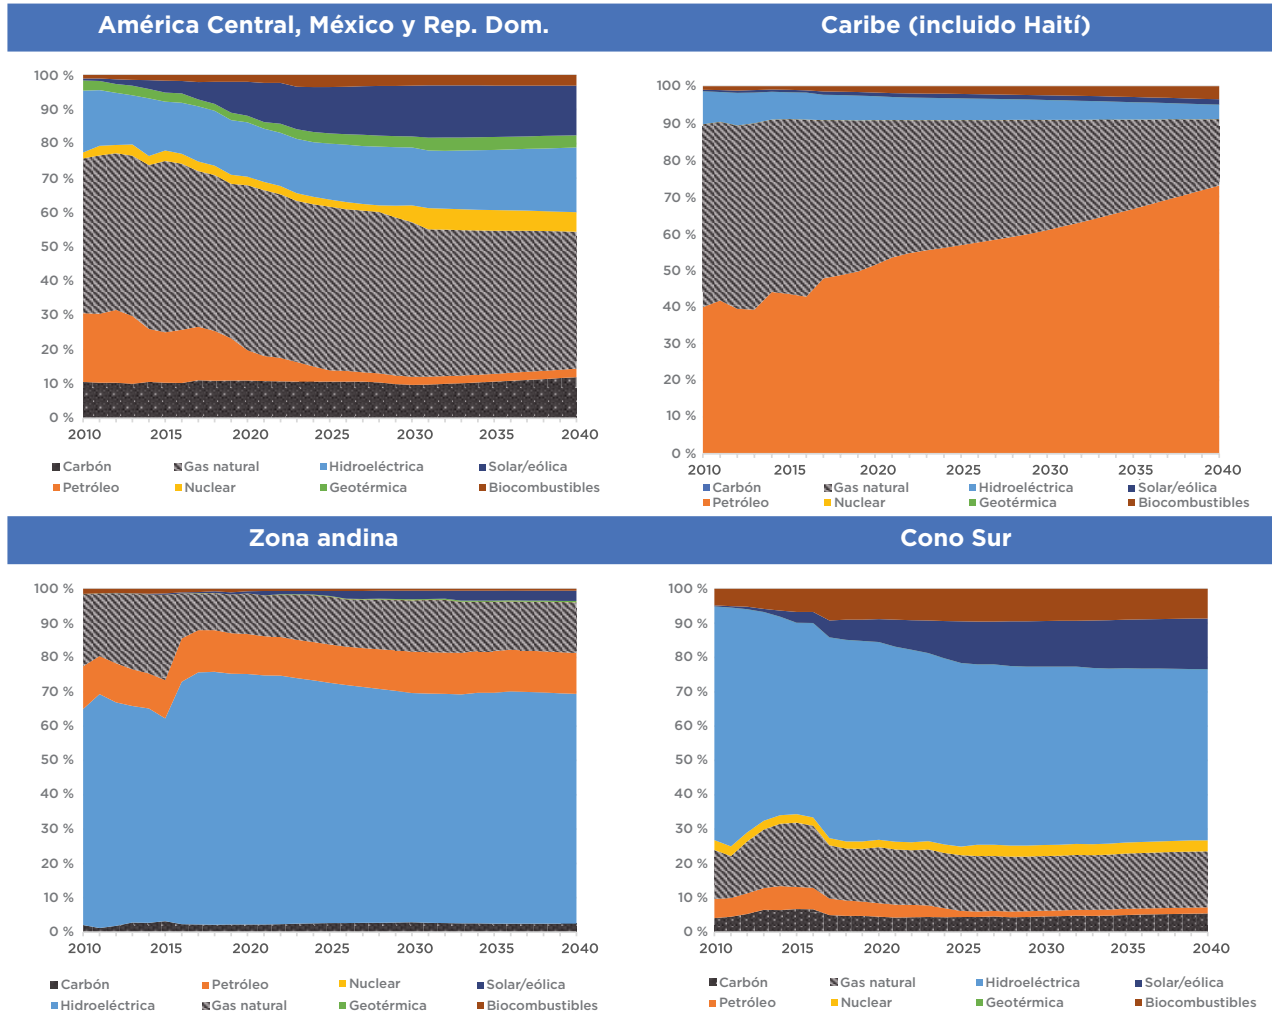 América Central, México y Rep. Dom.
100 %
90 %
80 %
70 %
60 %
50 %
40 %
30 %
20 %
10 %
0 %
2010 2015 2020 2025 2030 2035 2040
Carbón Gas natural Hidroeléctrica Solar/eólica
Petróleo Nuclear Geotérmica Biocombustibles
Caribe (incluido Haití)
100 %
90 %
80 %
70 %
60 %
50 %
40 %
30 %
20 %
10 %
0 %
2010 2015 2020 2025 2030 2035 2040
Carbón Gas natural Hidroeléctrica Solar/eólica
Petróleo Nuclear Geotérmica Biocombustibles
Zona andina
100 %
90 %
80 %
70 %
60 %
50 %
40 %
30 %
20 %
10 %
0 %
2010 2015 2020 2025 2030 2035 2040
Carbón Petróleo Nuclear Solar/eólica
Hidroeléctrica Gas natural Geotérmica Biocombustibles
Cono Sur
100 %
90 %
80 %
70 %
60 %
50 %
40 %
30 %
20 %
10 %
0 %
2010 2015 2020 2025 2030 2035 2040
Carbón Gas natural Hidroeléctrica Solar/eólica
Petróleo Nuclear Geotérmica Biocombustibles